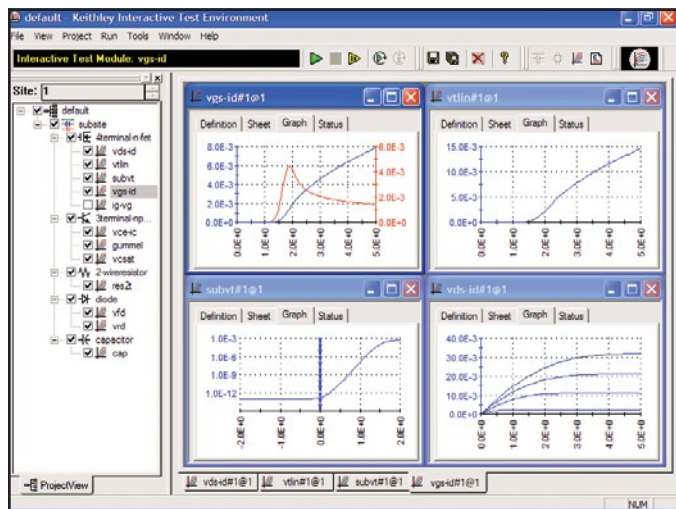 default - Keithley Interactive Test Environment
File View Project Run Tools Window Help
Interactive Test Module: vgs-id
Site: 1
default
subsite
4terminal-n-fet
vds-id
vtlin
subvt
vgs-id
ig-vg
3terminal-np...
vce-ic
gummel
vcsat
2-wireresistor
res2t
diode
vfd
vrd
capacitor
cap
ProjectView
vgs-id#1@1
Definition Sheet Graph Status
8.0E-3
6.0E-3
4.0E-3
2.0E-3
0.0E+0
6.0E-3
4.0E-3
2.0E-3
0.0E+0
0.0E+0 1.0E+0 2.0E+0 3.0E+0 4.0E+0 5.0E+0
vtlin#1@1
Definition Sheet Graph Status
15.0E-3
10.0E-3
5.0E-3
0.0E+0
0.0E+0 1.0E+0 2.0E+0 3.0E+0 4.0E+0 5.0E+0
subvt#1@1
Definition Sheet Graph Status
1.0E-3
1.0E-6
1.0E-9
1.0E-12
-2.0E+0 -1.0E+0 0.0E+0 1.0E+0 2.0E+0
vds-id#1@1
Definition Sheet Graph Status
40.0E-3
30.0E-3
20.0E-3
10.0E-3
0.0E+0
0.0E+0 1.0E+0 2.0E+0 3.0E+0 4.0E+0 5.0E+0
vds-id#1@1 vtlin#1@1 subvt#1@1 vgs-id#1@1
NUM